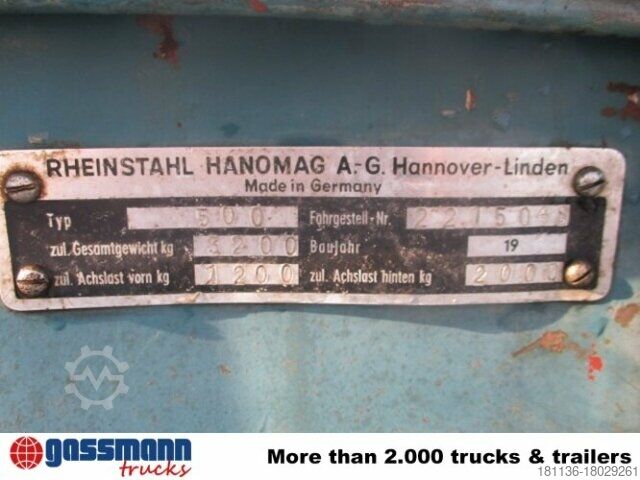 RHEINSTAHL HANOMAG A.-G. Hannover-Linden
Made in Germany
Typ 500 Fahrgestell-Nr.
zul. Gesamtgewicht kg 3200 Baujahr 19
zul. Achslast vorn kg 1200 zul. Achslast hinten kg 2000
gassmann
trucks
More than 2.000 trucks & trailers
181136-18029261